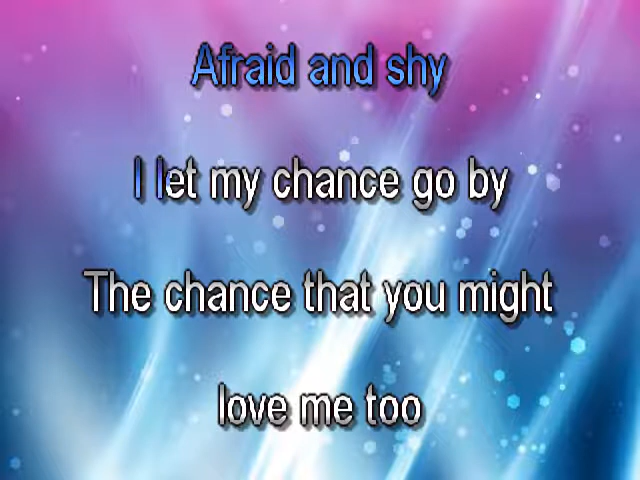 Afraid and shy
I let my chance go by
The chance that you might
love me too